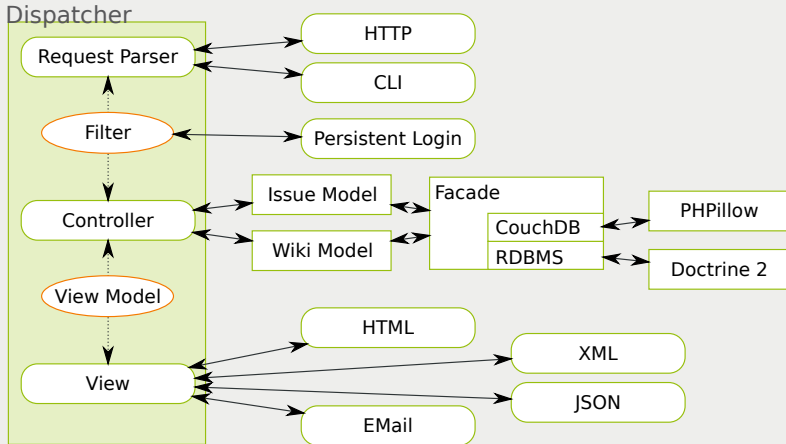 Dispatcher
Request Parser
HTTP
CLI
Filter
Persistent Login
Controller
Issue Model
Wiki Model
Facade
CouchDB
RDBMS
PHPillow
Doctrine 2
View Model
View
HTML
XML
JSON
EMail